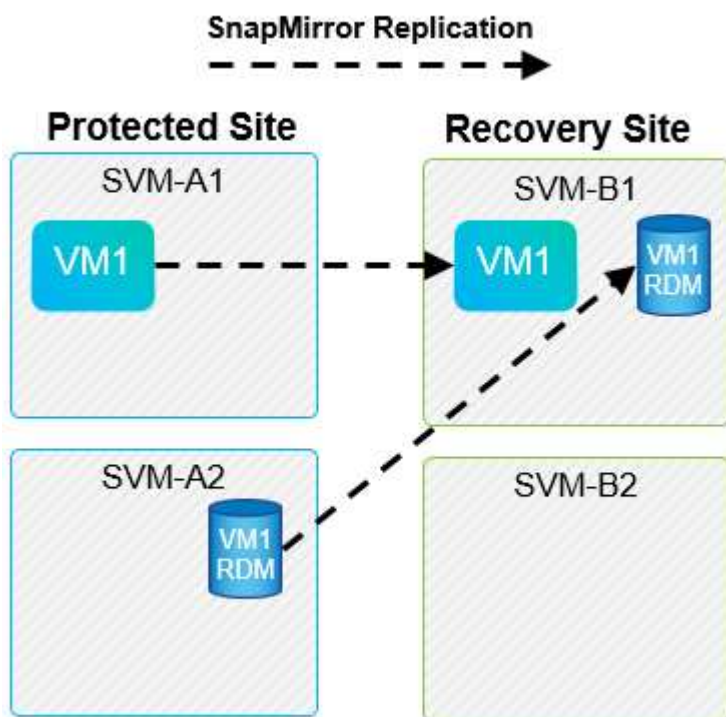 SnapMirror Replication
Protected Site
Recovery Site
SVM-A1
SVM-B1
VM1
VM1
VM1
RDM
SVM-A2
SVM-B2
VM1
RDM